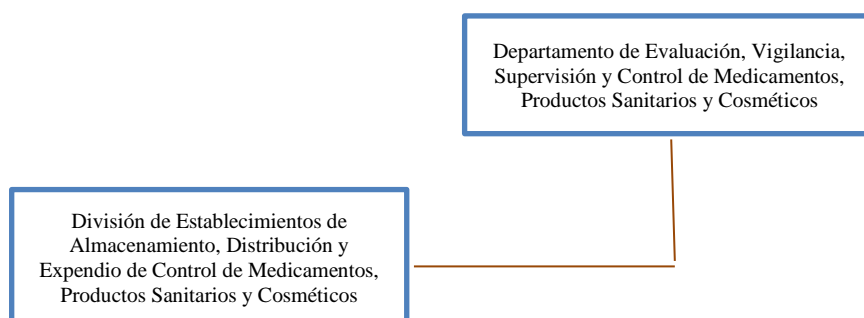 Departamento de Evaluación, Vigilancia,
Supervisión y Control de Medicamentos,
Productos Sanitarios y Cosméticos
División de Establecimientos de
Almacenamiento, Distribución y
Expendio de Control de Medicamentos,
Productos Sanitarios y Cosméticos